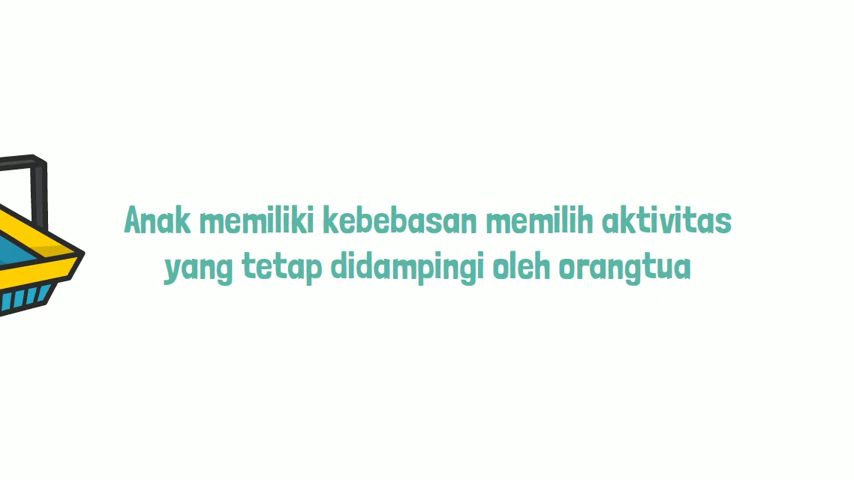 Anak memiliki kebebasan memilih aktivitas
yang tetap didampingi oleh orangtua